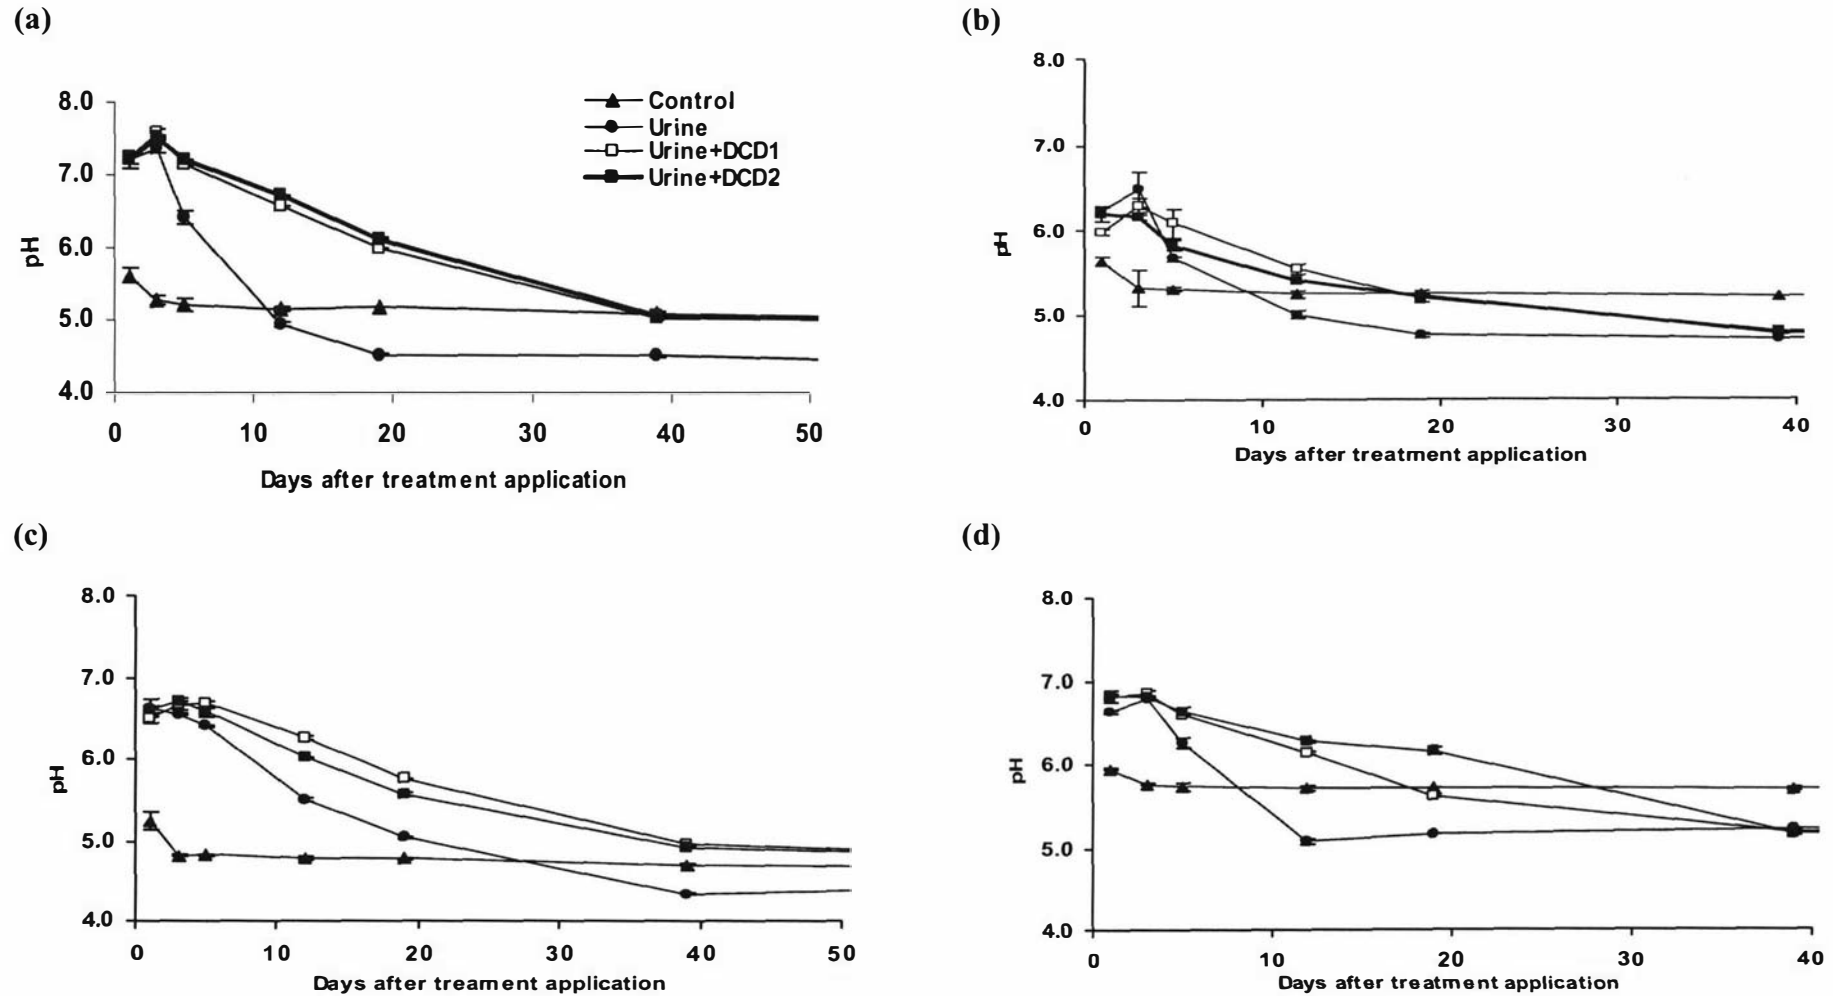 (a)
8.0
7.0
6.0
5.0
4.0
pH
Control
Urine
Urine+DCD1
Urine+DCD2
0 10 20 30 40 50
Days after treatment application
(b)
8.0
7.0
6.0
5.0
4.0
pH
0 10 20 30 40
Days after treatment application
(c)
8.0
7.0
6.0
5.0
4.0
pH
0 10 20 30 40 50
Days after trearnent application
(d)
8.0
7.0
6.0
5.0
4.0
pH
0 10 20 30 40
Days after treatment application